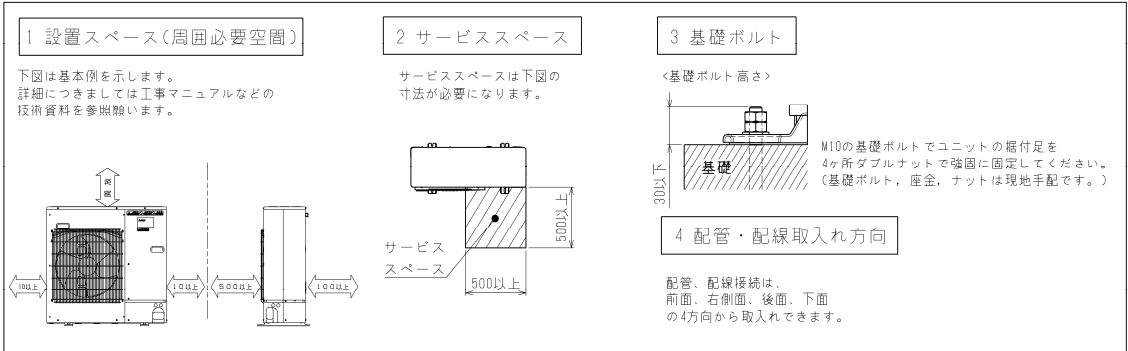 1 設置スペース(周囲必要空間)
下図は基本例を示します。
詳細につきましては工事マニュアルなどの
技術資料を参照願います。
開放
10以上
10以上
500以上
100以上
2 サービススペース
サービススペースは下図の
寸法が必要になります。
500以上
サービス
スペース
500以上
3 基礎ボルト
<基礎ボルト高さ>
30以下
基礎
M10の基礎ボルトでユニットの据付足を
4ヶ所ダブルナットで強固に固定してください。
(基礎ボルト,座金,ナットは現地手配です。)
4 配管・配線取入れ方向
配管、配線接続は、
前面、右側面、後面、下面
の4方向から取入れできます。